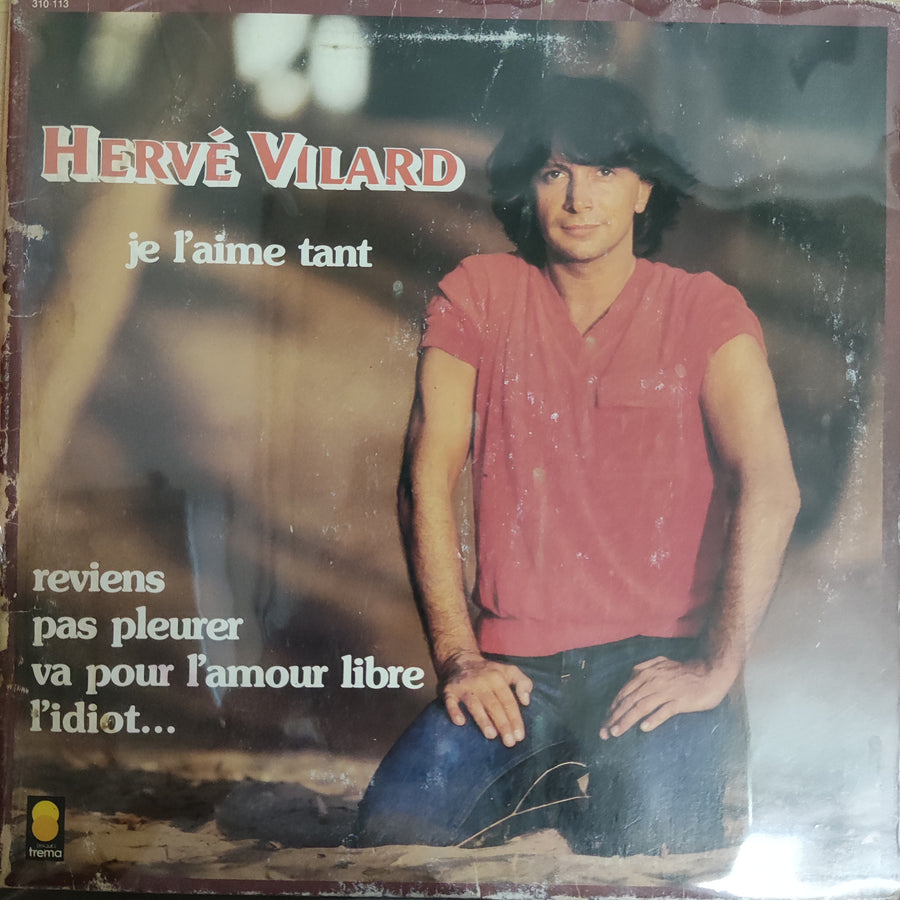 310 113
HERVÉ VILARD
je l'aime tant
reviens
pas pleurer
va pour l'amour libre
l'idiot...
disques
trema